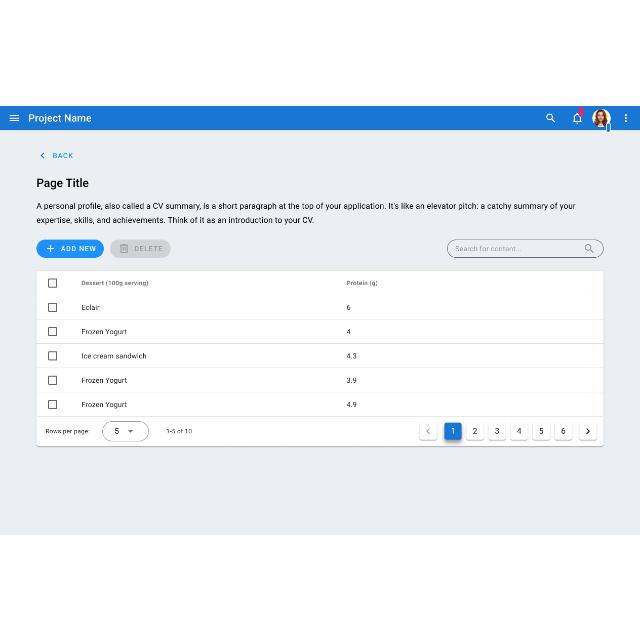 Project Name
BACK
Page Title
A personal profile, also called a CV summary, is a short paragraph at the top of your application. It's like an elevator pitch: a catchy summary of your
expertise, skills, and achievements. Think of it as an introduction to your CV.
ADD NEW DELETE Search for content...
Dessert (100g serving) Protein (g)
Eclair 6
Frozen Yogurt 4
Ice cream sandwich 4.3
Frozen Yogurt 3.9
Frozen Yogurt 4.9
Rows per page: 5 1-5 of 10 1 2 3 4 5 6